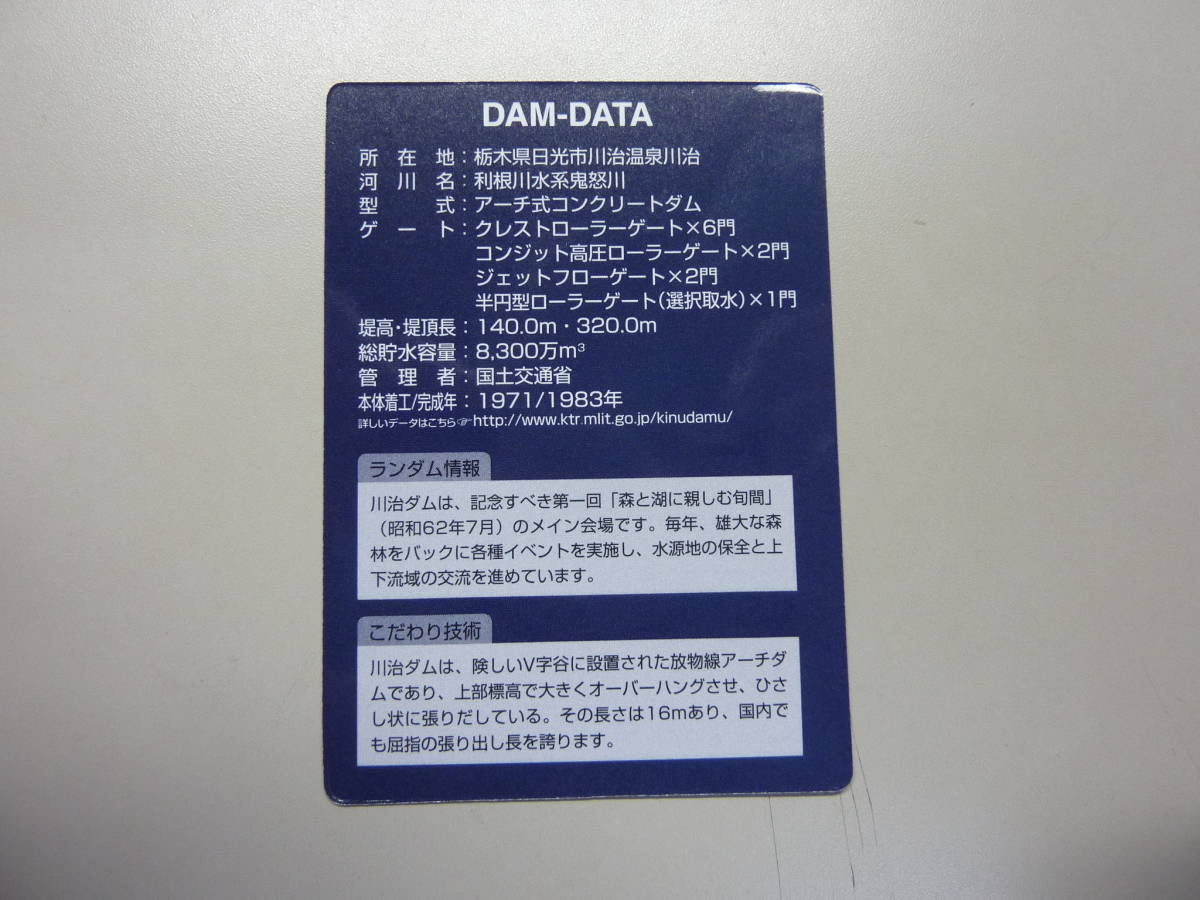 DAM-DATA
所在地：栃木県日光市川治温泉川治
河川名：利根川水系鬼怒川
型式：アーチ式コンクリートダム
ゲート：クレストローラーゲート×6門
コンジット高圧ローラーゲート×2門
ジェットフローゲート×2門
半円型ローラーゲート（選択取水）×1門
堤高・堤頂長：140.0m・320.0m
総貯水容量：8,300万m³
管理者：国土交通省
本体着工/完成年：1971/1983年
詳しいデータはこちら☞http://www.ktr.mlit.go.jp/kinudamu/
ランダム情報
川治ダムは、記念すべき第一回「森と湖に親しむ旬間」
（昭和62年7月）のメイン会場です。毎年、雄大な森
林をバックに各種イベントを実施し、水源地の保全と上
下流域の交流を進めています。
こだわり技術
川治ダムは、険しいV字谷に設置された放物線アーチダ
ムであり、上部標高で大きくオーバーハングさせ、ひさ
し状に張りだしている。その長さは16mあり、国内で
も屈指の張り出し長を誇ります。